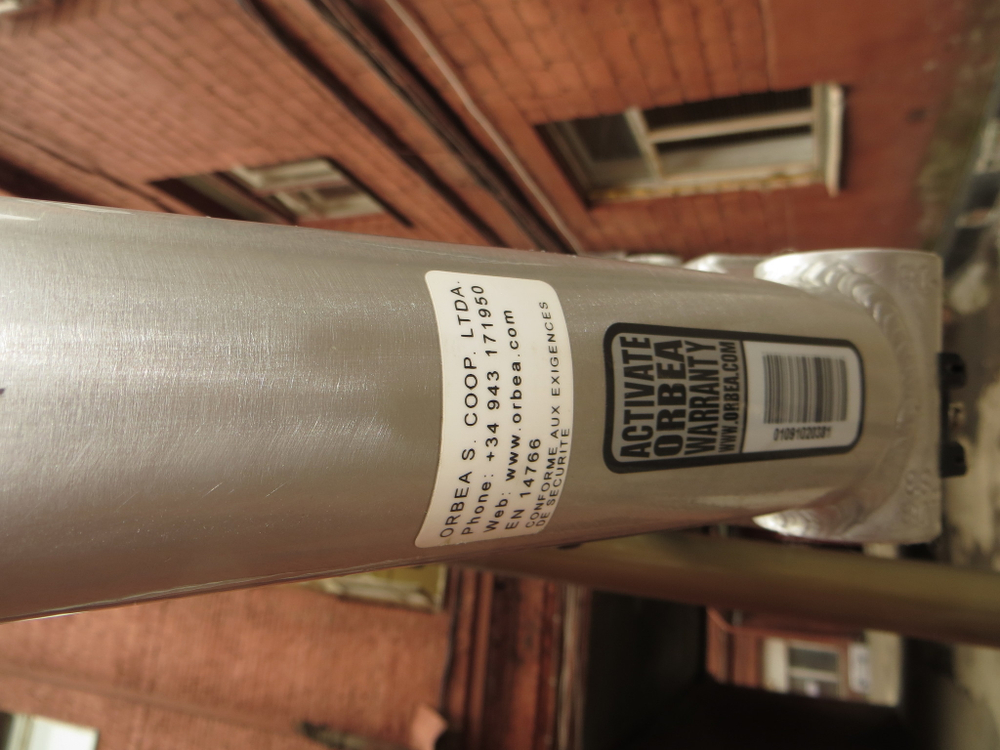 ORBEA S. COOP. LTDA.
Phone: +34 943 171950
Web: www.orbea.com
EN 14766
CONFORME AUX EXIGENCES
DE SECURITE
ACTIVATE
ORBEA
WARRANTY
WWW.ORBEA.COM